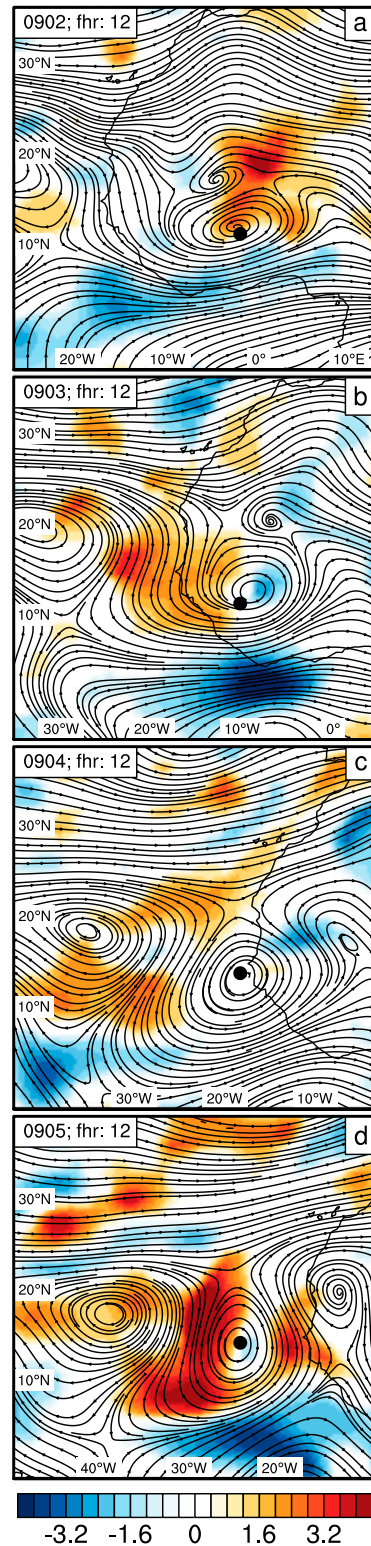 0902; fhr: 12 a
30°N
20°N
10°N
20°W 10°W 0° 10°E
0903; fhr: 12 b
30°N
20°N
10°N
30°W 20°W 10°W 0°
0904; fhr: 12 c
30°N
20°N
10°N
30°W 20°W 10°W
0905; fhr: 12 d
30°N
20°N
10°N
40°W 30°W 20°W
-3.2 -1.6 0 1.6 3.2